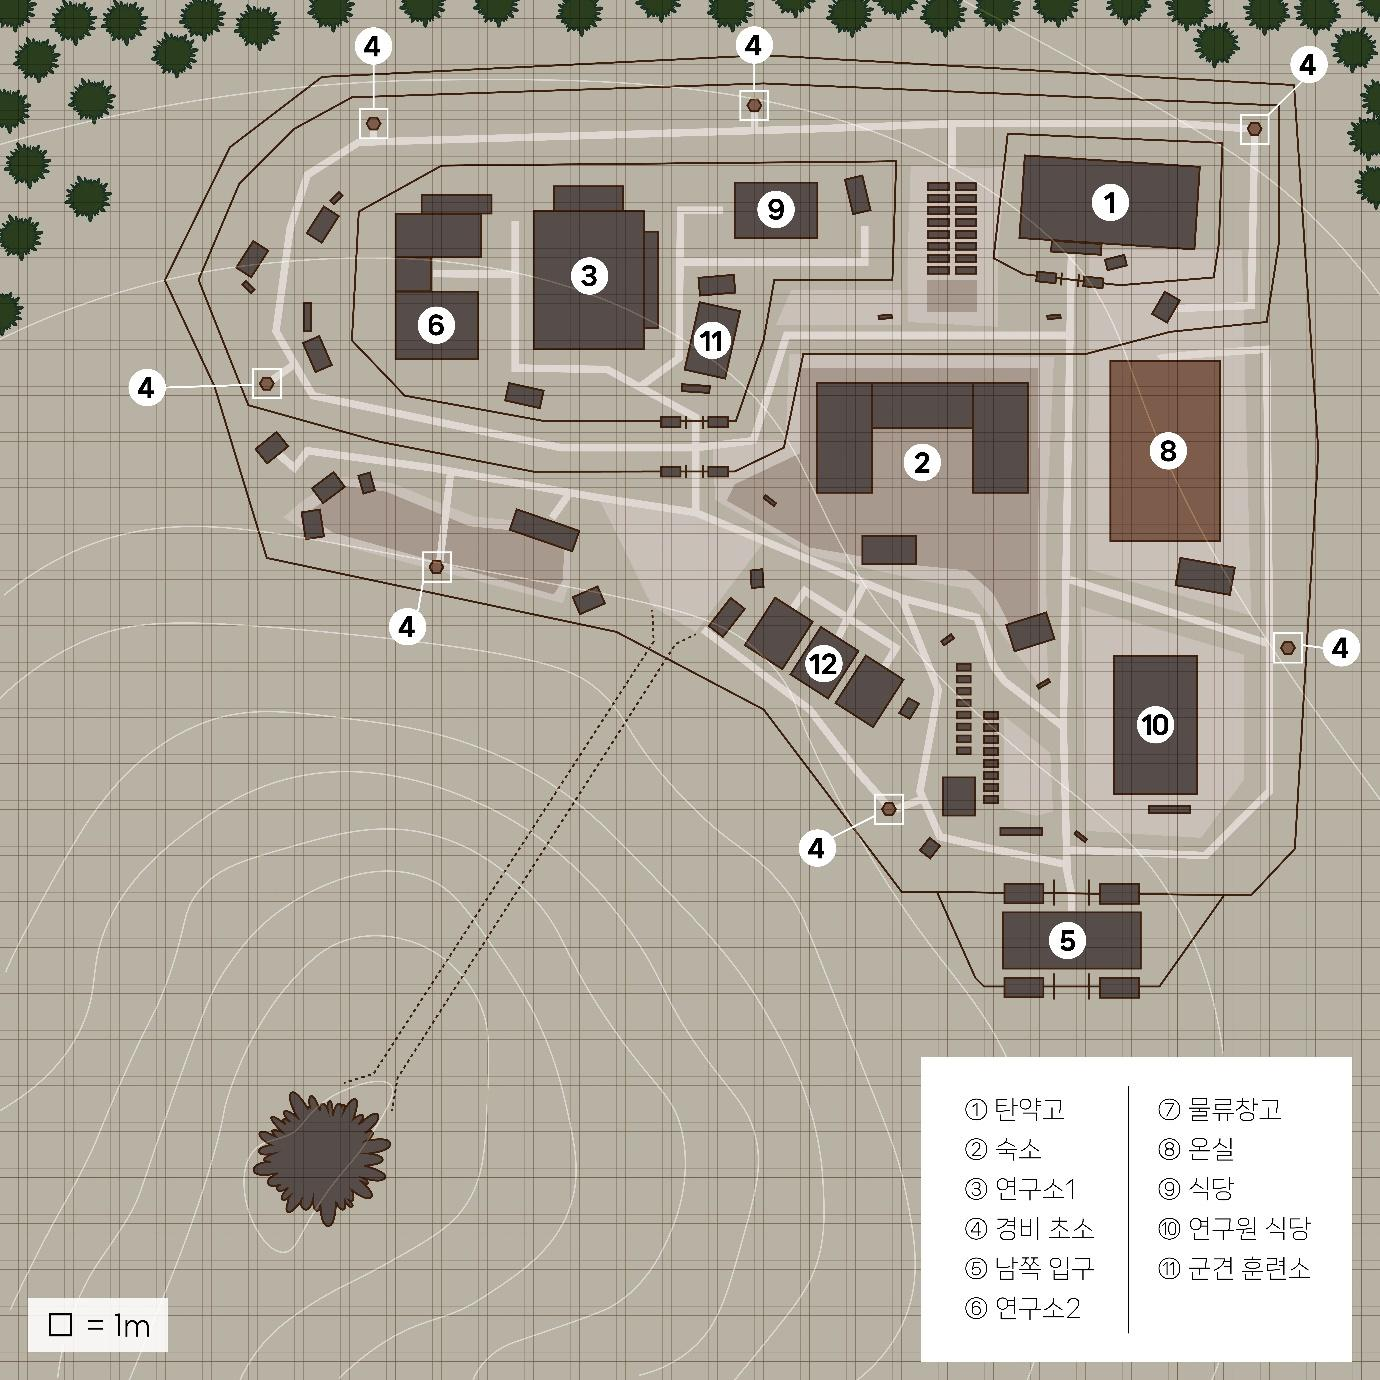 4
4
4
1
9
3
6
11
4
2
8
4
12
4
10
4
5
① 탄약고
② 숙소
③ 연구소1
④ 경비 초소
⑤ 남쪽 입구
⑥ 연구소2
⑦ 물류창고
⑧ 온실
⑨ 식당
⑩ 연구원 식당
⑪ 군견 훈련소
□ = 1m